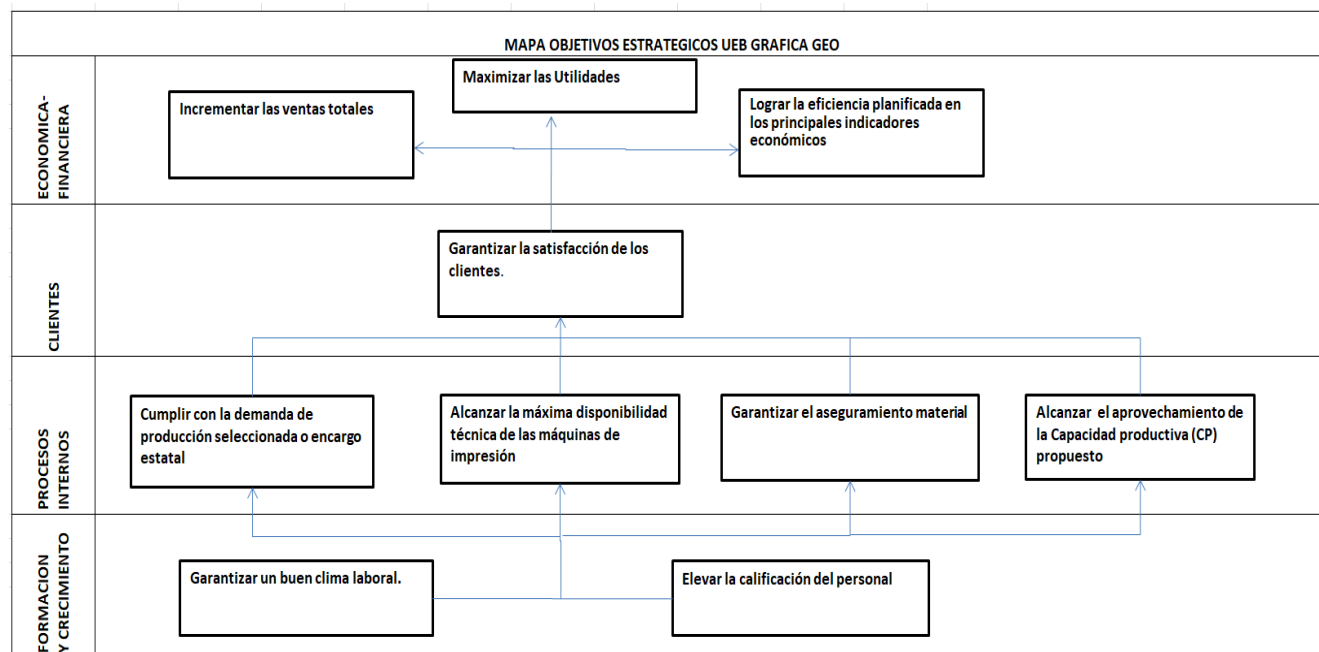 MAPA OBJETIVOS ESTRATEGICOS UEB GRAFICA GEO
ECONOMICA-
FINANCIERA
Maximizar las Utilidades
Incrementar las ventas totales
Lograr la eficiencia planificada en
los principales indicadores
económicos
CLIENTES
Garantizar la satisfacción de los
clientes.
PROCESOS
INTERNOS
Cumplir con la demanda de
producción seleccionada o encargo
estatal
Alcanzar la máxima disponibilidad
técnica de las máquinas de
impresión
Garantizar el aseguramiento material
Alcanzar el aprovechamiento de
la Capacidad productiva (CP)
propuesto
FORMACION
Y CRECIMIENTO
Garantizar un buen clima laboral.
Elevar la calificación del personal